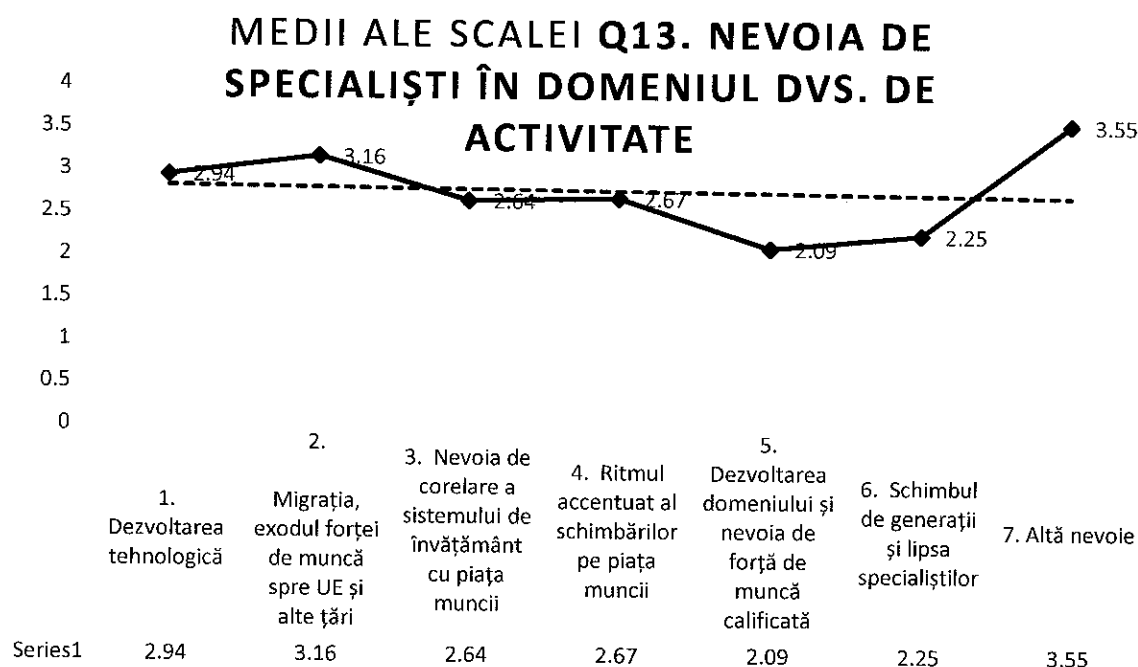 MEDII ALE SCALEI Q13. NEVOIA DE
SPECIALIȘTI ÎN DOMENIUL DVS. DE
ACTIVITATE
4
3.5
3
2.5
2
1.5
1
0.5
0
2.94
3.16
2.64
2.67
2.09
2.25
3.55
1.
Dezvoltarea
tehnologică
2.
Migrația,
exodul forței
de muncă
spre UE și
alte țări
3. Nevoia de
corelare a
sistemului de
învățământ
cu piața
muncii
4. Ritmul
accentuat al
schimbărilor
pe piața
muncii
5.
Dezvoltarea
domeniului și
nevoia de
forță de
muncă
calificată
6. Schimbul
de generații
și lipsa
specialiștilor
7. Altă nevoie
Series1 2.94 3.16 2.64 2.67 2.09 2.25 3.55